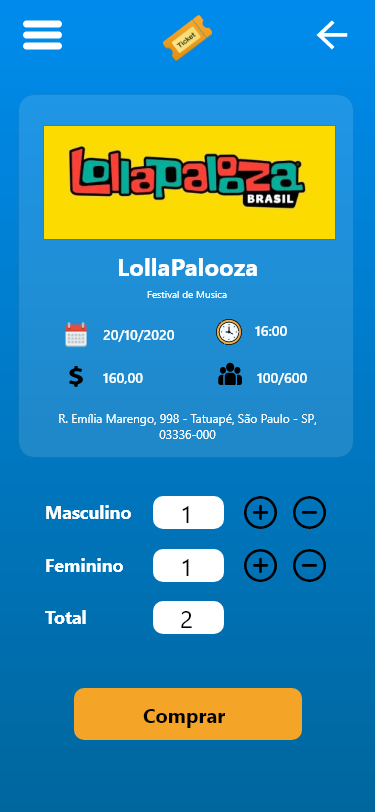 Ticket
Lollapalooza
BRASIL
LollaPalooza
Festival de Musica
20/10/2020
16:00
$
160,00
100/600
R. Emília Marengo, 998 - Tatuapé, São Paulo - SP,
03336-000
Masculino
1
Feminino
1
Total
2
Comprar